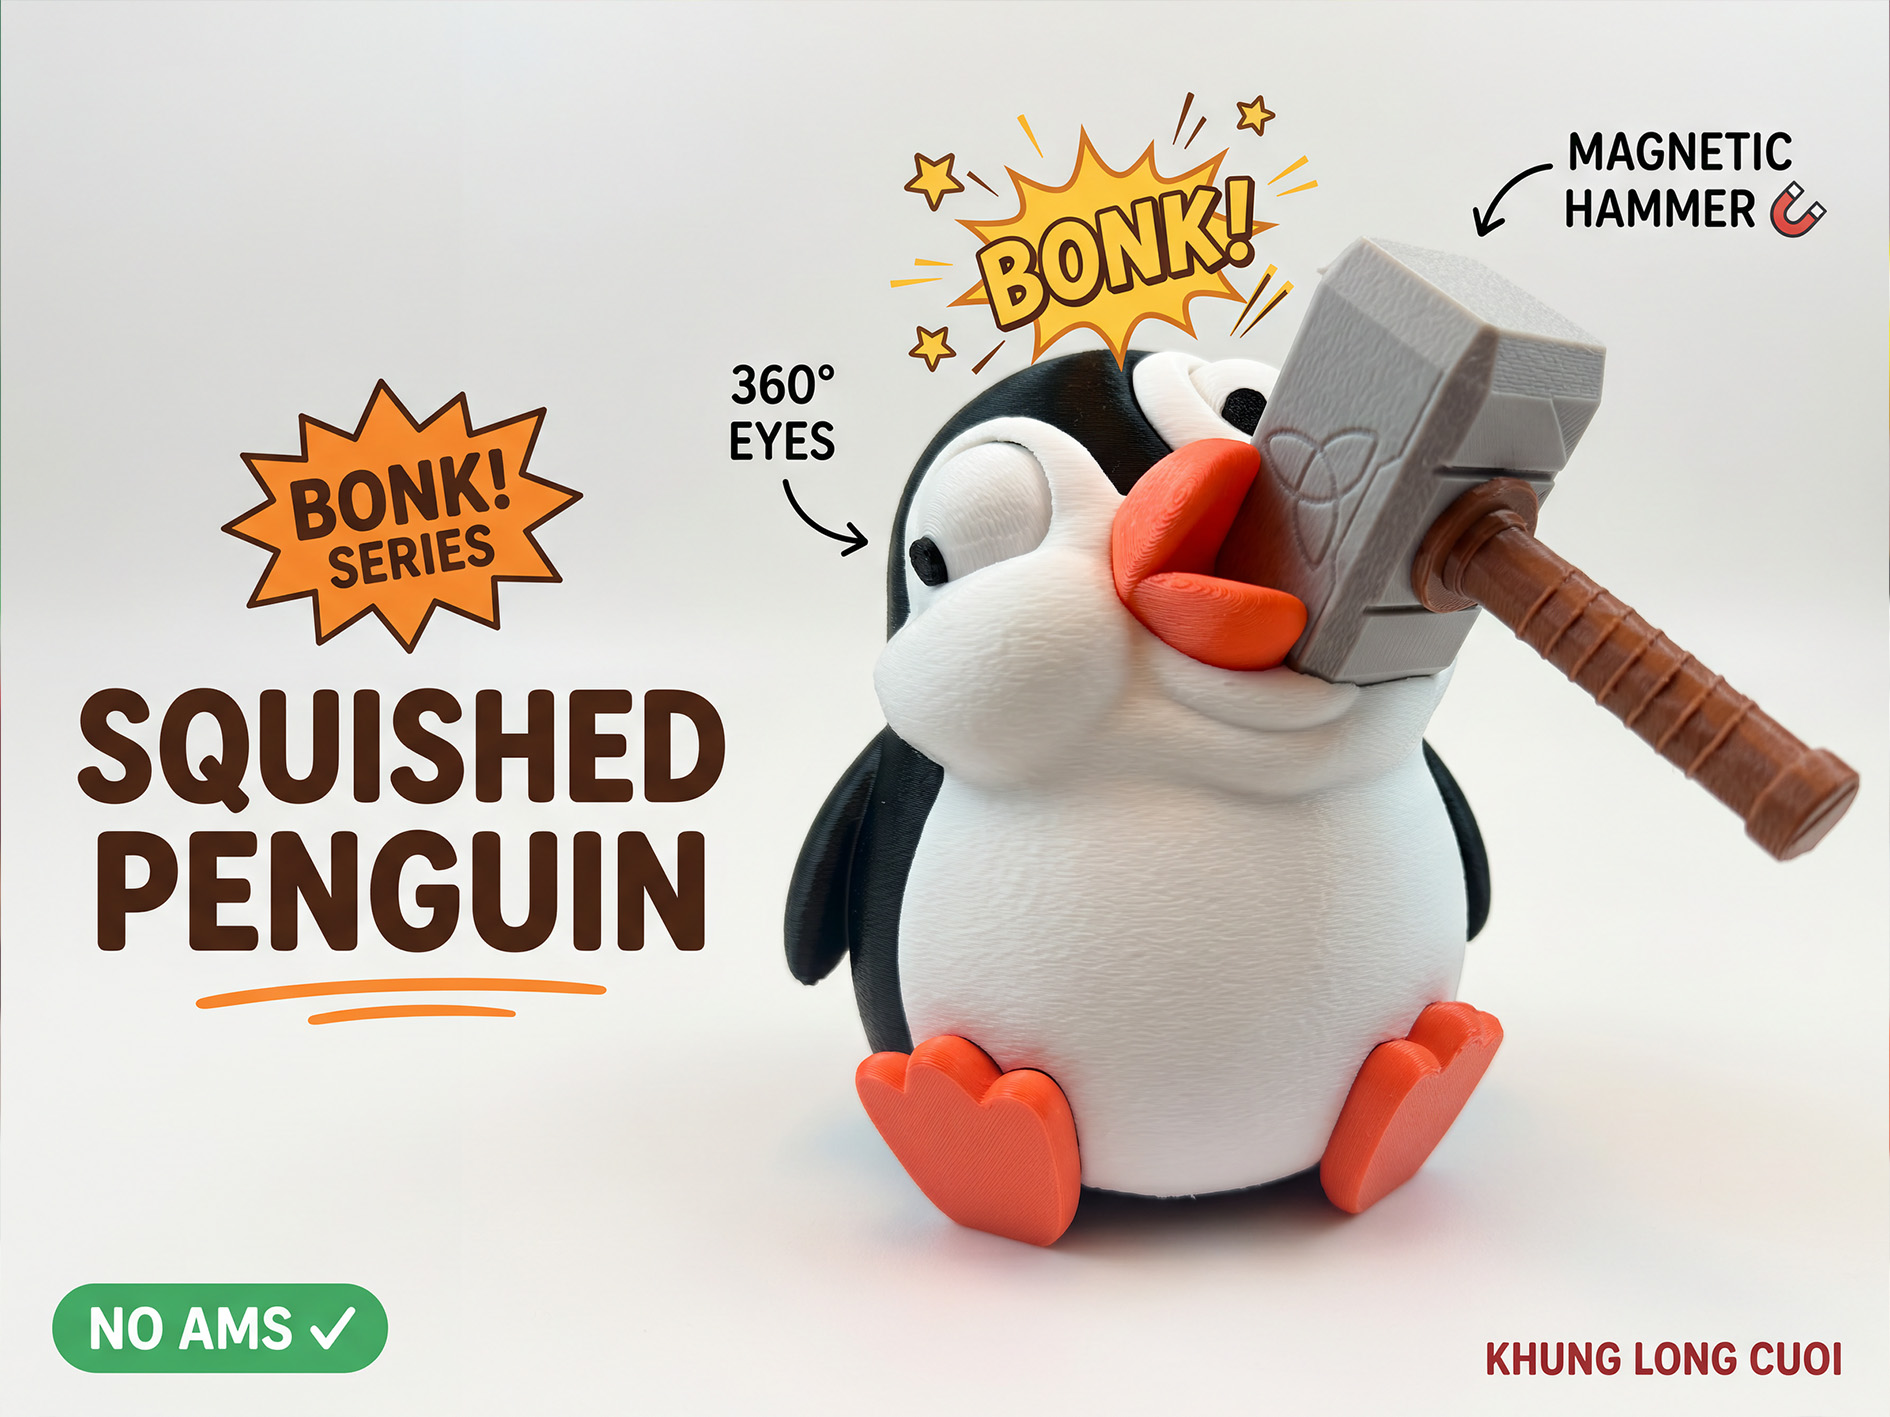 BONK!
SERIES
SQUISHED
PENGUIN
360°
EYES
BONK!
MAGNETIC
HAMMER
NO AMS ✓
KHUNG LONG CUOI